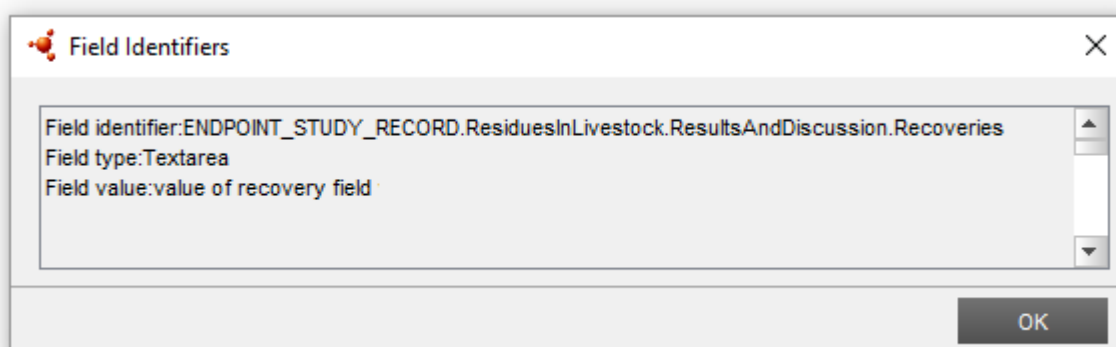 Field Identifiers
Field identifier:ENDPOINT_STUDY_RECORD.ResiduesInLivestock.ResultsAndDiscussion.Recoveries
Field type:Textarea
Field value:value of recovery field
OK